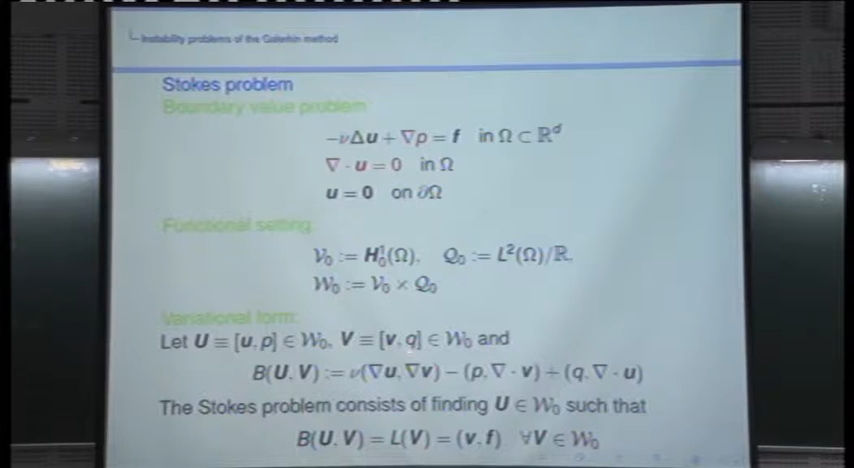 Instability problems of the Galerkin method
Stokes problem
Boundary value problem
−νΔu + ∇p = f in Ω ⊂ ℝᵈ
∇ · u = 0 in Ω
u = 0 on ∂Ω
Functional setting
𝒱₀ := H¹₀(Ω), Q₀ := L²(Ω)/ℝ,
𝒲₀ := 𝒱₀ × Q₀
Variational form:
Let U ≡ [u, p] ∈ 𝒲₀, V ≡ [v, q] ∈ 𝒲₀ and
B(U, V) := ν(∇u, ∇v) − (p, ∇ · v) + (q, ∇ · u)
The Stokes problem consists of finding U ∈ 𝒲₀ such that
B(U, V) = L(V) = (v, f) ∀V ∈ 𝒲₀